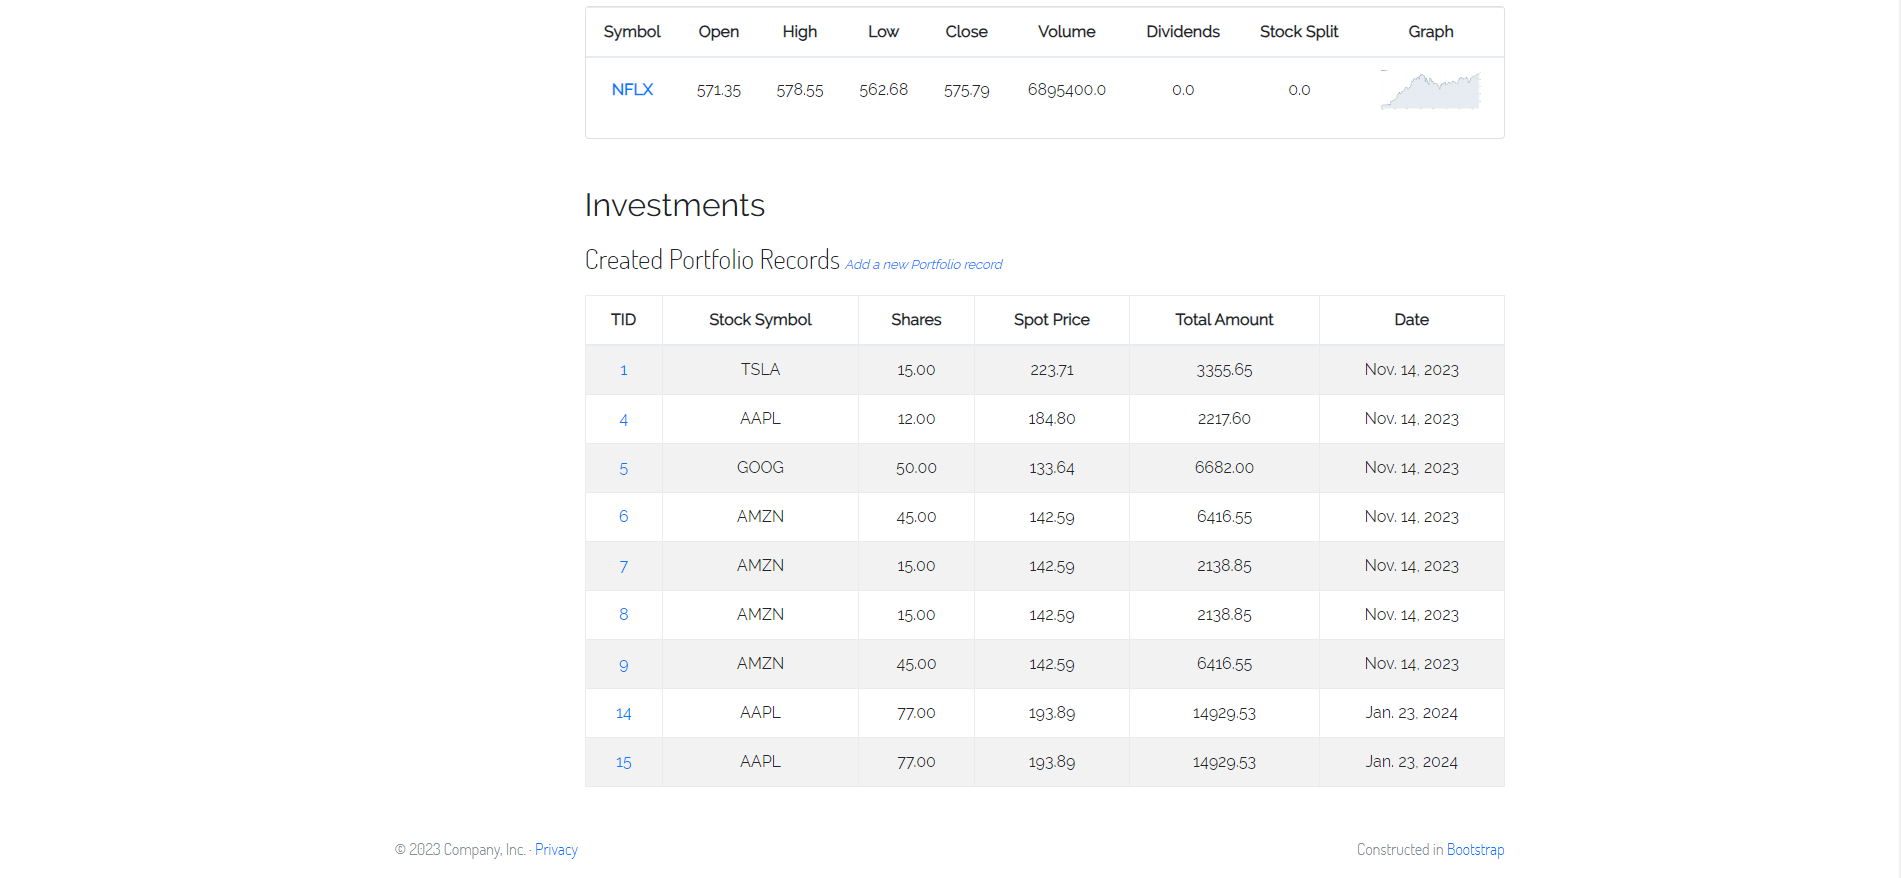 Symbol Open High Low Close Volume Dividends Stock Split Graph
NFLX 571.35 578.55 562.68 575.79 6895400.0 0.0 0.0
Investments
Created Portfolio Records Add a new Portfolio record
TID Stock Symbol Shares Spot Price Total Amount Date
1 TSLA 15.00 223.71 3355.65 Nov. 14, 2023
4 AAPL 12.00 184.80 2217.60 Nov. 14, 2023
5 GOOG 50.00 133.64 6682.00 Nov. 14, 2023
6 AMZN 45.00 142.59 6416.55 Nov. 14, 2023
7 AMZN 15.00 142.59 2138.85 Nov. 14, 2023
8 AMZN 15.00 142.59 2138.85 Nov. 14, 2023
9 AMZN 45.00 142.59 6416.55 Nov. 14, 2023
14 AAPL 77.00 193.89 14929.53 Jan. 23, 2024
15 AAPL 77.00 193.89 14929.53 Jan. 23, 2024
© 2023 Company, Inc. · Privacy Constructed in Bootstrap